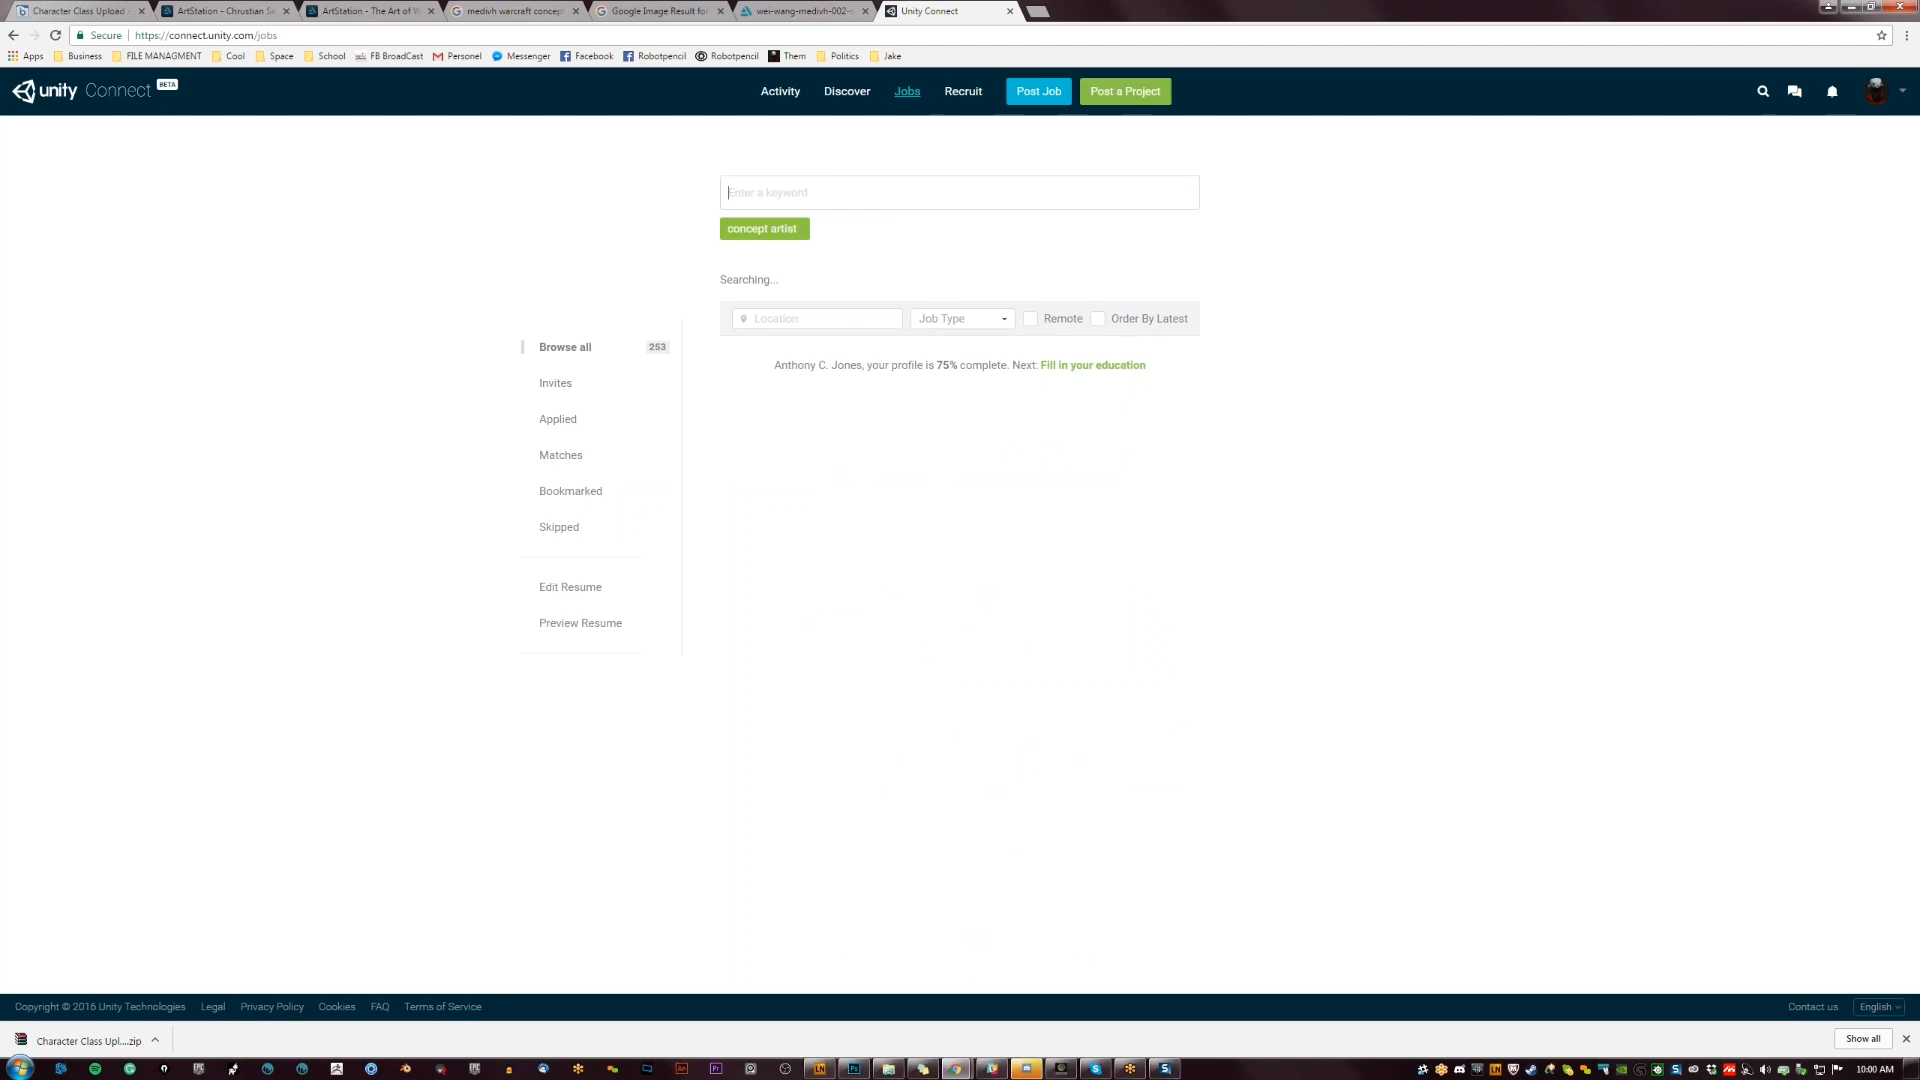 Character Class Upload
ArtStation - Chrustian Se
ArtStation - The Art of W
medivh warcraft concept
Google Image Result for
wei-wang-medivh-002-
Unity Connect
Secure
https://connect.unity.com/jobs
Apps
Business
FILE MANAGMENT
Cool
Space
School
FB BroadCast
Personel
Messenger
Facebook
Robotpencil
Robotpencil
Them
Politics
Jake
unity Connect BETA
Activity
Discover
Jobs
Recruit
Post Job
Post a Project
Enter a keyword
concept artist
Searching...
Location
Job Type
Remote
Order By Latest
Anthony C. Jones, your profile is 75% complete. Next: Fill in your education
Browse all 253
Invites
Applied
Matches
Bookmarked
Skipped
Edit Resume
Preview Resume
Copyright © 2016 Unity Technologies
Legal
Privacy Policy
Cookies
FAQ
Terms of Service
Contact us
English
Character Class Upl....zip
Show all
10:00 AM